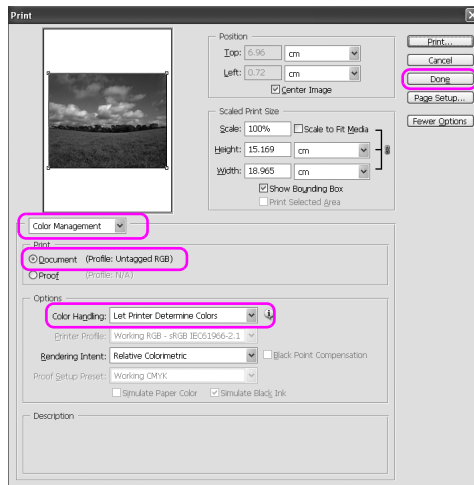 Print
Position
Top: 6.96 cm
Left: 0.72 cm
Center Image
Scaled Print Size
Scale: 100% Scale to Fit Media
Height: 15.169 cm
Width: 18.965 cm
Show Bounding Box
Print Selected Area
Print...
Cancel
Done
Page Setup...
Fewer Options
Color Management
Print
Document (Profile: Untagged RGB)
Proof (Profile: N/A)
Options
Color Handling: Let Printer Determine Colors
Printer Profile: Working RGB - sRGB IEC61966-2.1
Rendering Intent: Relative Colorimetric Black Point Compensation
Proof Setup Preset: Working CMYK
Simulate Paper Color Simulate Black Ink
Description